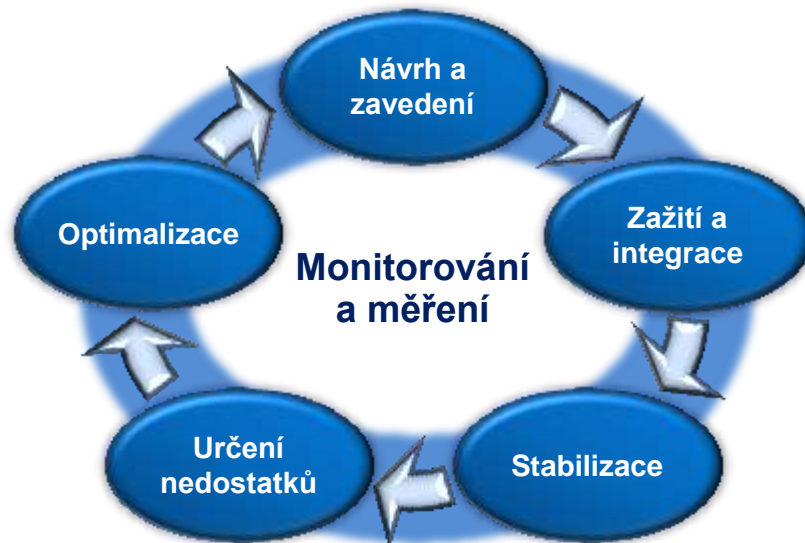 Návrh a
zavedení
Zažití a
integrace
Stabilizace
Určení
nedostatků
Optimalizace
Monitorování
a měření